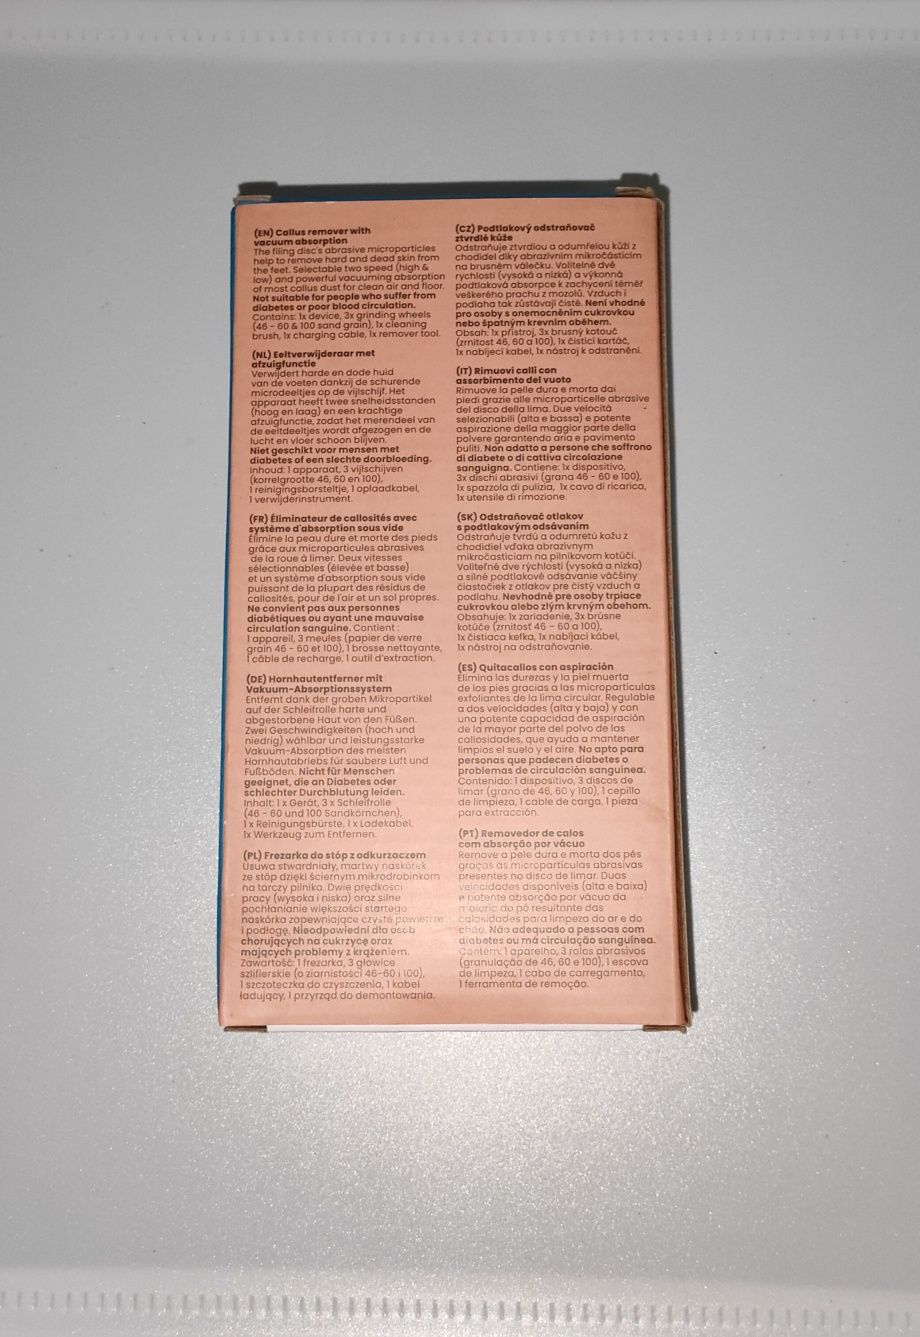 (EN) Callus remover with
vacuum absorption
The filing disc's abrasive microparticles
help to remove hard and dead skin from
the feet. Selectable two speed (high &
low) and powerful vacuuming absorption
of most callus dust for clean air and floor.
Not suitable for people who suffer from
diabetes or poor blood circulation.
Contains: 1x device, 3x grinding wheels
(46 - 60 & 100 sand grain), 1x cleaning
brush, 1x charging cable, 1x remover tool.
(NL) Eeltverwijderaar met
afzuigfunctie
Verwijdert harde en dode huid
van de voeten dankzij de schurende
microdeeltjes op de vijlschijf. Het
apparaat heeft twee snelheidsstanden
(hoog en laag) en een krachtige
afzuigfunctie, zodat het merendeel van
de eeltdeeltjes wordt afgezogen en de
lucht en vloer schoon blijven.
Niet geschikt voor mensen met
diabetes of een slechte doorbloeding.
Inhoud: 1 apparaat, 3 vijlschijven
(korrelgrootte 46, 60 en 100),
1 reinigingsborsteltje, 1 oplaadkabel,
1 verwijderinstrument.
(FR) Éliminateur de callosités avec
système d'absorption sous vide
Élimine la peau dure et morte des pieds
grâce aux microparticules abrasives
de la roue à limer. Deux vitesses
sélectionnables (élevée et basse)
et un système d'absorption sous vide
puissant de la plupart des résidus de
callosités, pour de l'air et un sol propres.
Ne convient pas aux personnes
diabétiques ou ayant une mauvaise
circulation sanguine. Contient :
1 appareil, 3 meules (papier de verre
grain 46 - 60 et 100), 1 brosse nettoyante,
1 câble de recharge, 1 outil d'extraction.
(DE) Hornhautentferner mit
Vakuum-Absorptionssystem
Entfernt dank der groben Mikropartikel
auf der Schleifrolle harte und
abgestorbene Haut von den Füßen.
Zwei Geschwindigkeiten (hoch und
niedrig) wählbar und leistungsstarke
Vakuum-Absorption des meisten
Hornhautabriebs für saubere Luft und
Fußböden. Nicht für Menschen
geeignet, die an Diabetes oder
schlechter Durchblutung leiden.
Inhalt: 1 x Gerät, 3 x Schleifrolle
(46 - 60 und 100 Sandkörnchen),
1 x Reinigungsbürste, 1 x Ladekabel,
1x Werkzeug zum Entfernen.
(PL) Frezarka do stóp z odkurzaczem
Usuwa stwardniały, martwy naskórek
ze stóp dzięki ściernym mikrodrobinkom
na tarczy pilnika. Dwie prędkości
pracy (wysoka i niska) oraz silne
pochłanianie większości startego
naskórka zapewniające czyste powietrze
i podłogę. Nieodpowiedni dla osób
chorujących na cukrzycę oraz
mających problemy z krążeniem.
Zawartość: 1 frezarka, 3 głowice
szlifierskie (o ziarnistości 46-60 i 100),
1 szczoteczka do czyszczenia, 1 kabel
ładujący, 1 przyrząd do demontowania.
(CZ) Podtlakový odstraňovač
ztvrdlé kůže
Odstraňuje ztvrdlou a odumřelou kůži z
chodidel díky abrazivním mikročásticím
na brusném válečku. Volitelné dvě
rychlosti (vysoká a nízká) a výkonná
podtlaková absorpce k zachycení téměř
veškerého prachu z mozolů. Vzduch i
podlaha tak zůstávají čisté. Není vhodné
pro osoby s onemocněním cukrovkou
nebo špatným krevním oběhem.
Obsah: 1x přístroj, 3x brusný kotouč
(zrnitost 46, 60 a 100), 1x čisticí kartáč,
1x nabíjecí kabel, 1x nástroj k odstranění.
(IT) Rimuovi calli con
assorbimento del vuoto
Rimuove la pelle dura e morta dai
piedi grazie alle microparticelle abrasive
del disco della lima. Due velocità
selezionabili (alta e bassa) e potente
aspirazione della maggior parte della
polvere garantendo aria e pavimento
puliti. Non adatto a persone che soffrono
di diabete o di cattiva circolazione
sanguigna. Contiene: 1x dispositivo,
3x dischi abrasivi (grana 46 - 60 e 100),
1x spazzola di pulizia, 1x cavo di ricarica,
1x utensile di rimozione.
(SK) Odstraňovač otlakov
s podtlakovým odsávaním
Odstraňuje tvrdú a odumretú kožu z
chodidiel vďaka abrazívnym
mikročasticiam na pilníkovom kotúči.
Voliteľné dve rýchlosti (vysoká a nízka)
a silné podtlakové odsávanie väčšiny
čiastočiek z otlakov pre čistý vzduch a
podlahu. Nevhodné pre osoby trpiace
cukrovkou alebo zlým krvným obehom.
Obsahuje: 1x zariadenie, 3x brúsne
kotúče (zrnitosť 46 – 60 a 100),
1x čistiaca kefka, 1x nabíjací kábel,
1x nástroj na odstraňovanie.
(ES) Quitacallos con aspiración
Elimina las durezas y la piel muerta
de los pies gracias a las micropartículas
exfoliantes de la lima circular. Regulable
a dos velocidades (alta y baja) y con
una potente capacidad de aspiración
de la mayor parte del polvo de las
callosidades, que ayuda a mantener
limpios el suelo y el aire. No apto para
personas que padecen diabetes o
problemas de circulación sanguínea.
Contenido: 1 dispositivo, 3 discos de
limar (grano de 46, 60 y 100), 1 cepillo
de limpieza, 1 cable de carga, 1 pieza
para extracción.
(PT) Removedor de calos
com absorção por vácuo
Remove a pele dura e morta dos pés
graças às micropartículas abrasivas
presentes no disco de limar. Duas
velocidades disponíveis (alta e baixa)
e potente absorção por vácuo da
maioria do pó resultante das
calosidades para limpeza do ar e do
chão. Não adequado a pessoas com
diabetes ou má circulação sanguínea.
Contém: 1 aparelho, 3 rolos abrasivos
(granulação de 46, 60 e 100), 1 escova
de limpeza, 1 cabo de carregamento,
1 ferramenta de remoção.